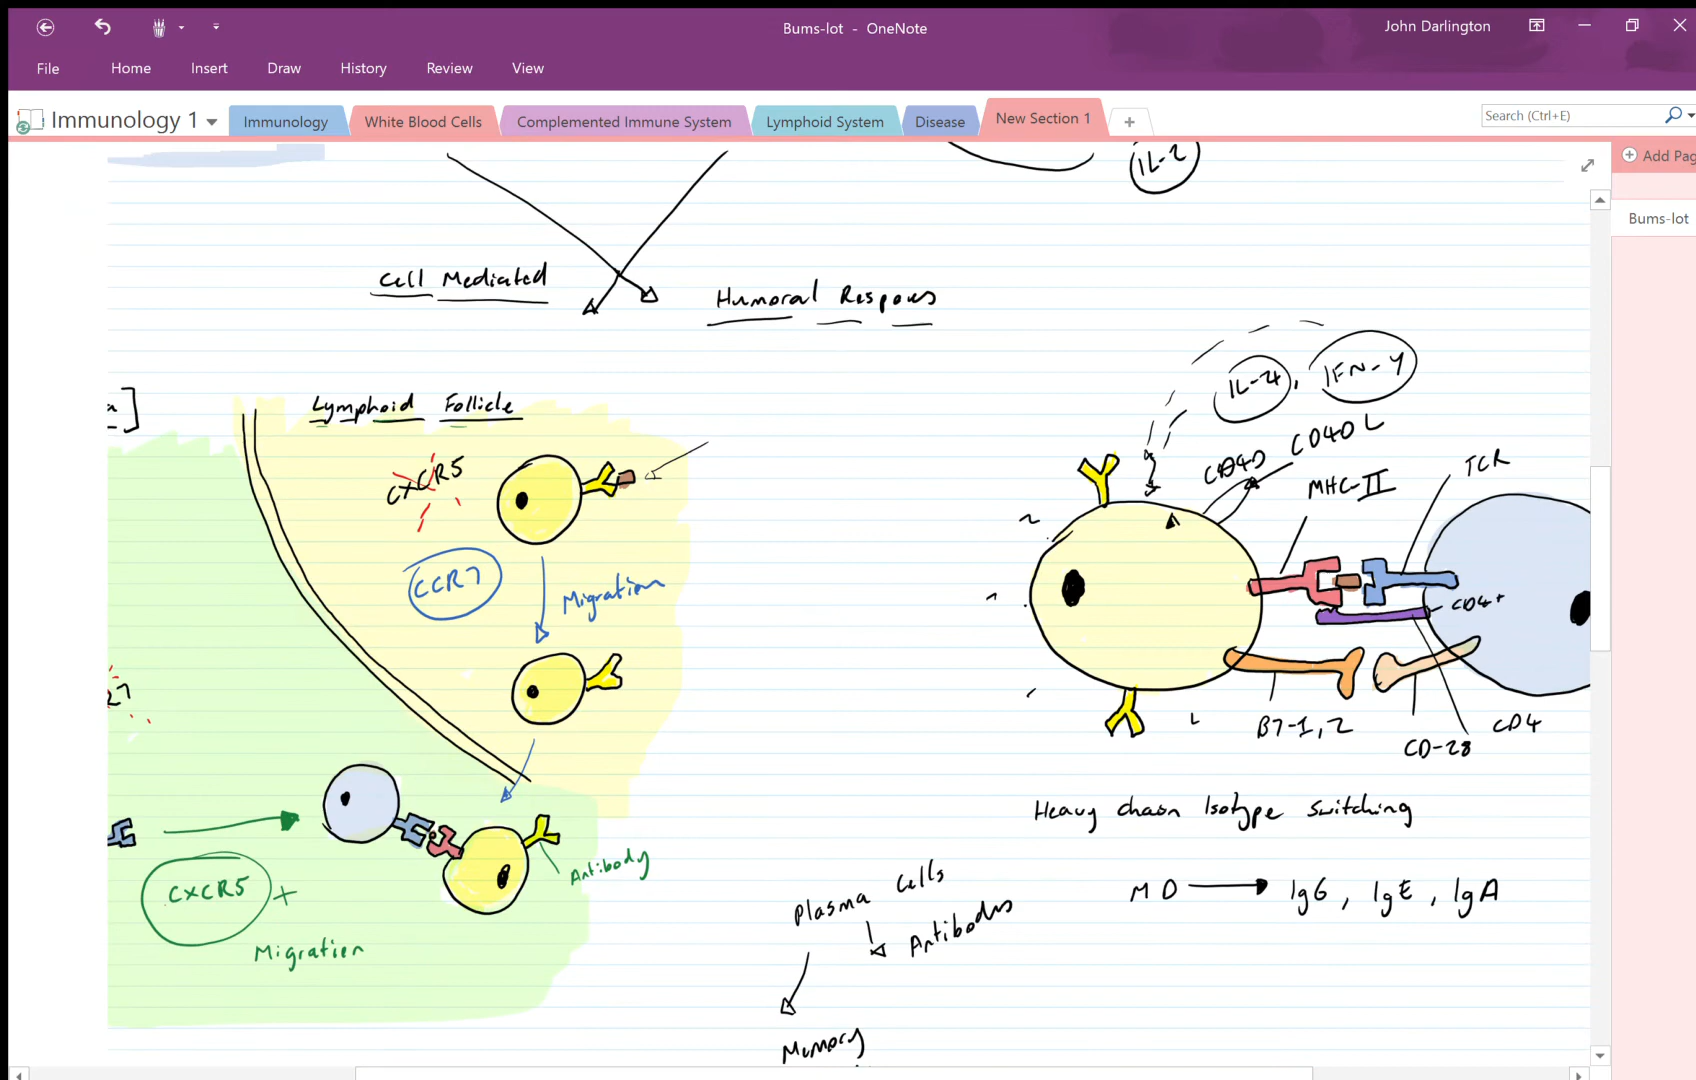 Bums-lot - OneNote
John Darlington
File Home Insert Draw History Review View
Immunology 1
Immunology
White Blood Cells
Complemented Immune System
Lymphoid System
Disease
New Section 1
Search (Ctrl+E)
Add Pag
Bums-lot
IL-2
Cell Mediated
Humoral Respons
IL-4, IFN-γ
Lymphoid Follicle
CXCR5
CD40
CD40L
MHC-II
TCR
CCR7
Migration
CD4+
B7-1,2
CD-28
CD4
Heavy chain Isotype switching
M D → IgG, IgE, IgA
Antibody
CXCR5 +
Migration
Plasma Cells
Antibodies
Memory